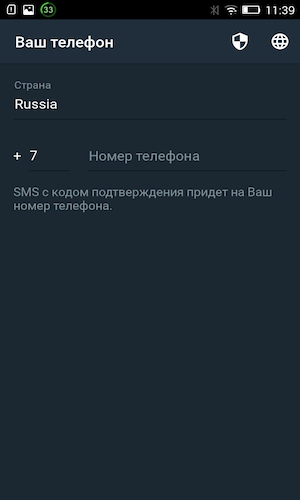 33
11:39
Ваш телефон
Страна
Russia
+ 7 Номер телефона
SMS с кодом подтверждения придет на Ваш
номер телефона.